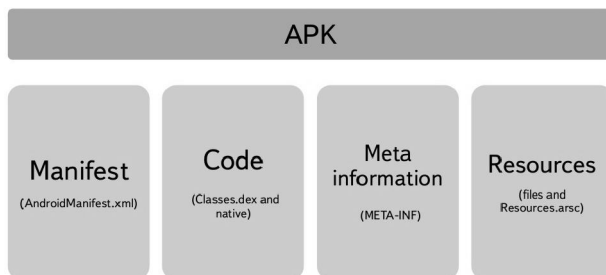 APK
Manifest
(AndroidManifest.xml)
Code
(Classes.dex and
native)
Meta
information
(META-INF)
Resources
(files and
Resources.arsc)